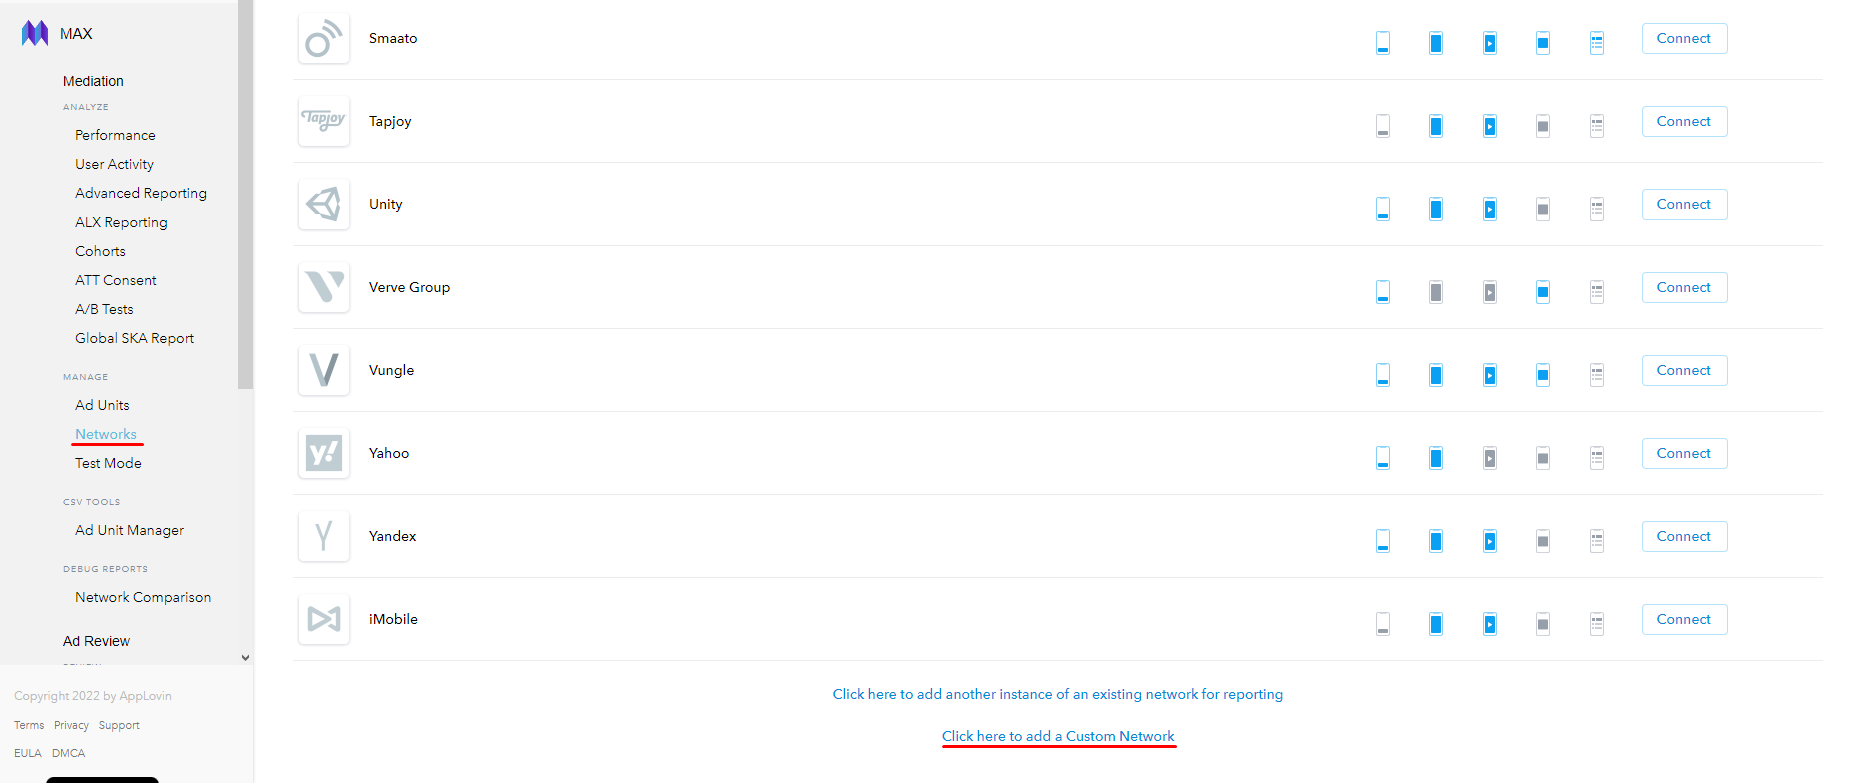 MAX
Mediation
ANALYZE
Performance
User Activity
Advanced Reporting
ALX Reporting
Cohorts
ATT Consent
A/B Tests
Global SKA Report
MANAGE
Ad Units
Networks
Test Mode
CSV TOOLS
Ad Unit Manager
DEBUG REPORTS
Network Comparison
Ad Review
Copyright 2022 by AppLovin
Terms Privacy Support
EULA DMCA
Smaato Connect
Tapjoy Tapjoy Connect
Unity Connect
Verve Group Connect
Vungle Connect
y! Yahoo Connect
Yandex Connect
iMobile Connect
Click here to add another instance of an existing network for reporting
Click here to add a Custom Network